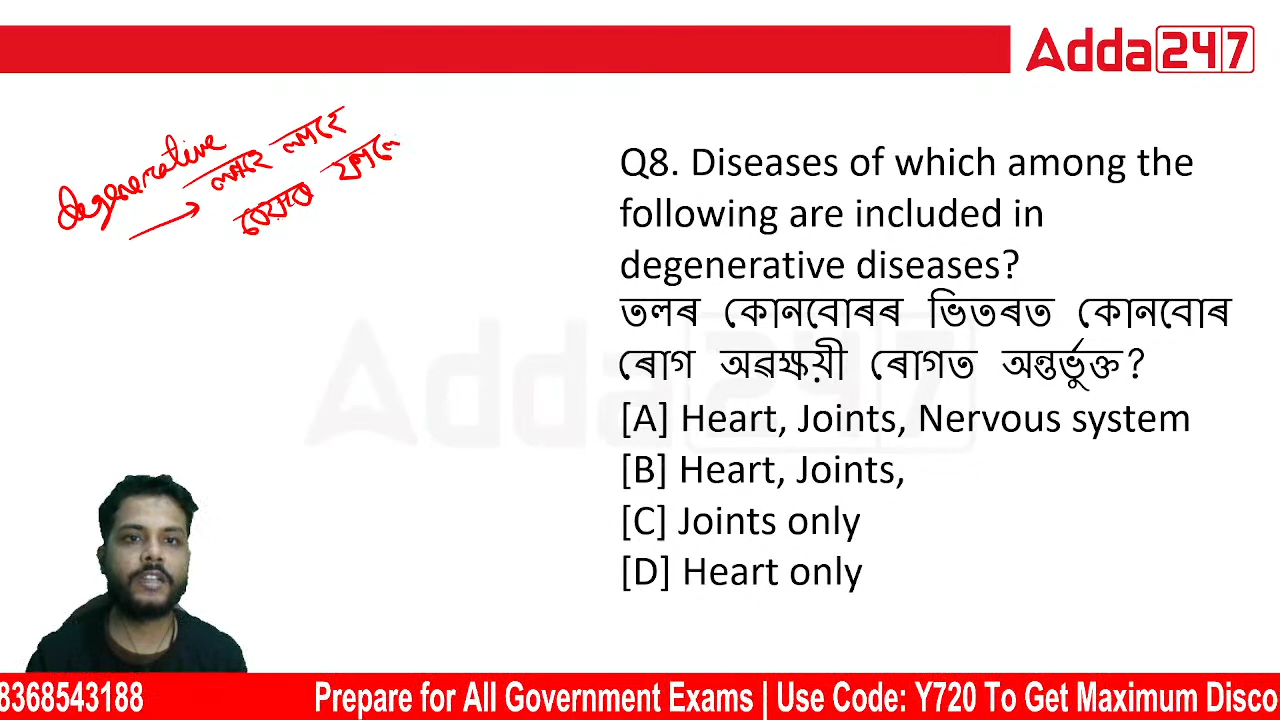 Adda247
degenerative
→ লাহে লাহে
বেয়াৰ ফালে
Q8. Diseases of which among the
following are included in
degenerative diseases?
তলৰ কোনবোৰৰ ভিতৰত কোনবোৰ
ৰোগ অৱক্ষয়ী ৰোগত অন্তৰ্ভুক্ত?
[A] Heart, Joints, Nervous system
[B] Heart, Joints,
[C] Joints only
[D] Heart only
Adda247
8368543188 Prepare for All Government Exams | Use Code: Y720 To Get Maximum Disco